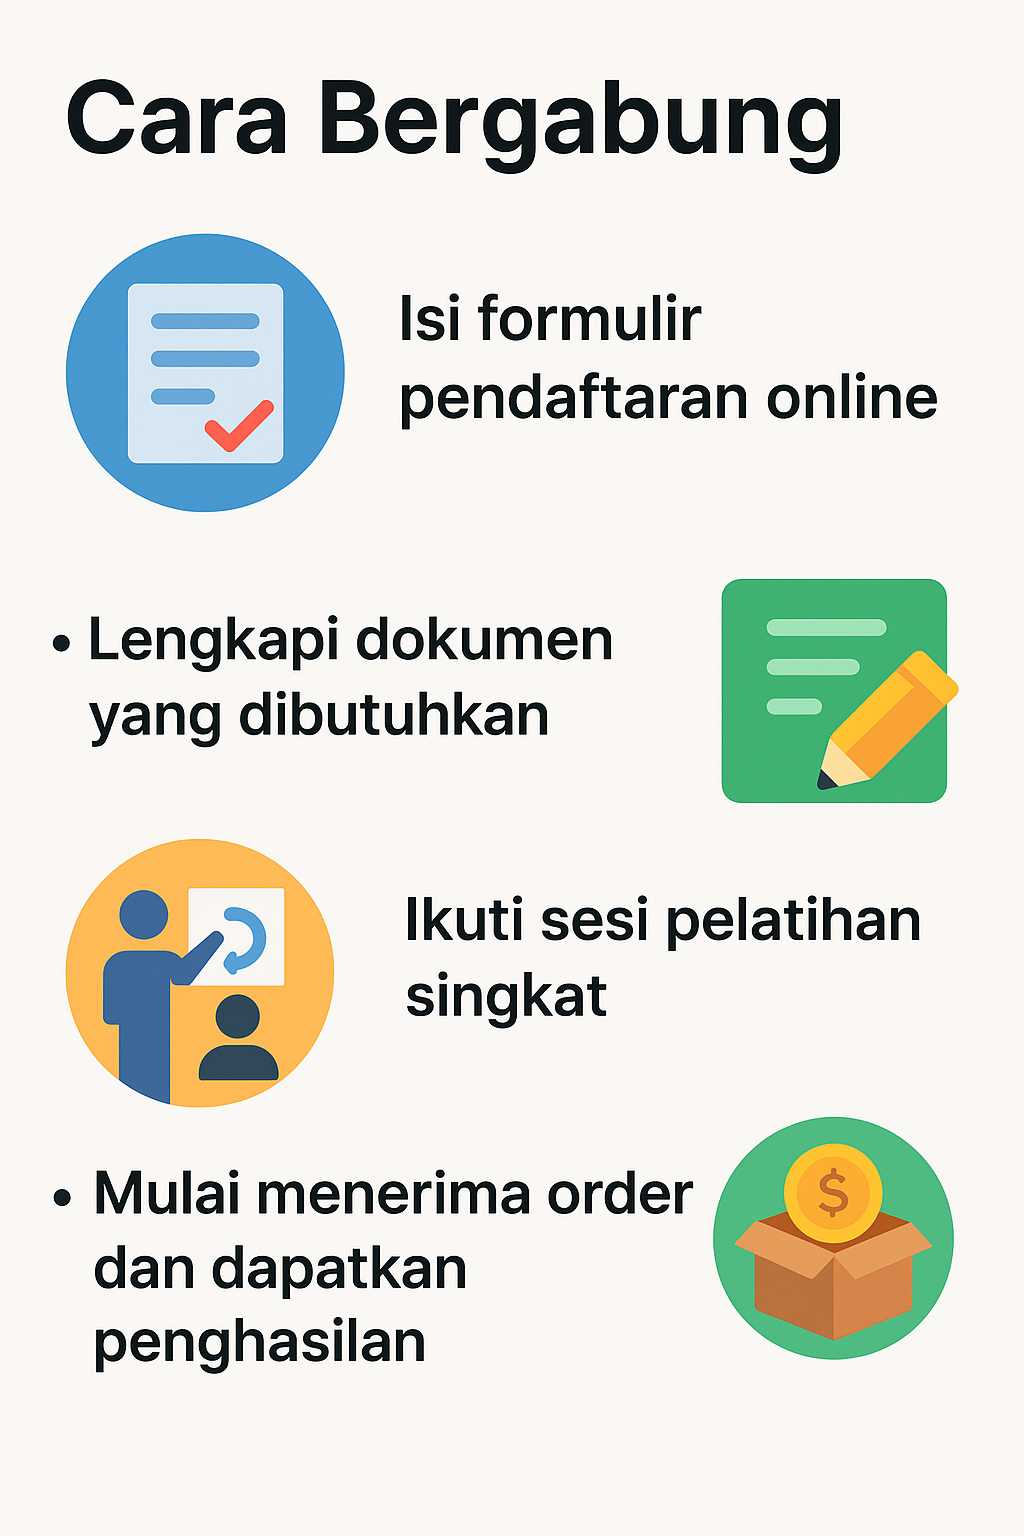 Cara Bergabung
Isi formulir
pendaftaran online
• Lengkapi dokumen
yang dibutuhkan
Ikuti sesi pelatihan
singkat
• Mulai menerima order
dan dapatkan
penghasilan
$